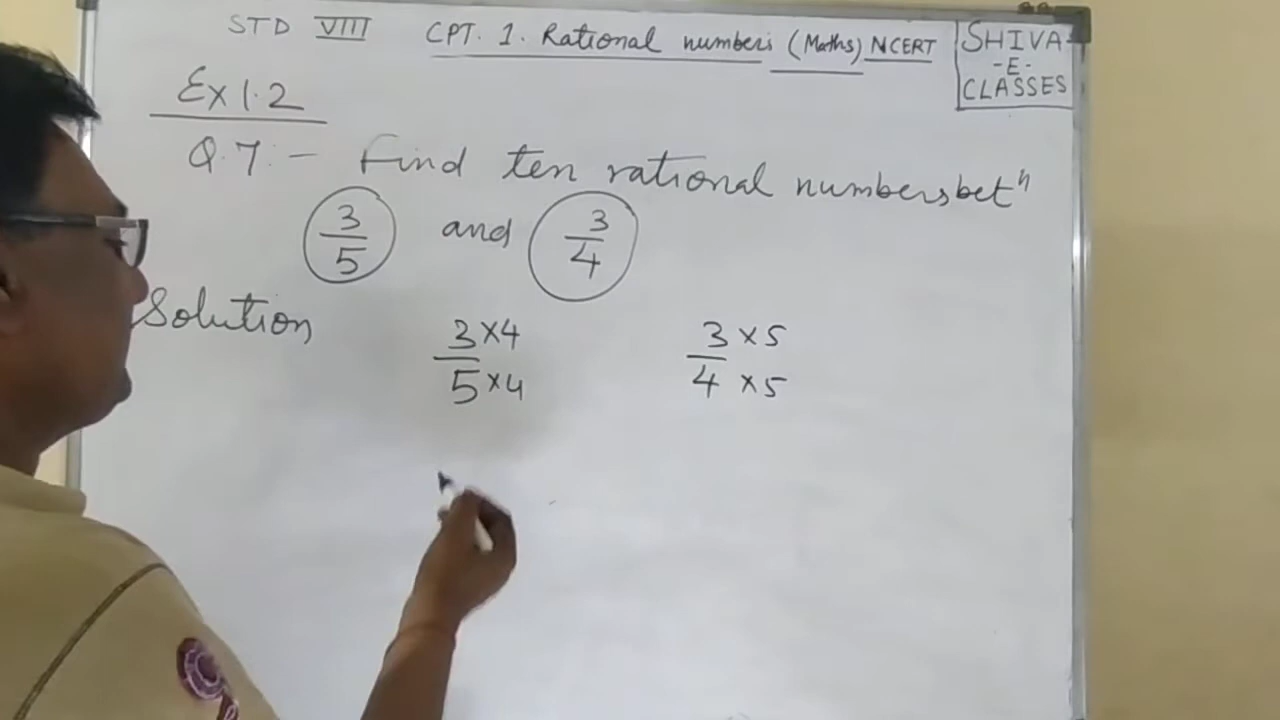 STD VIII CPT. 1. Rational numbers (Maths) NCERT
SHIVA
-E-
CLASSES
Ex 1.2
Q.7:- Find ten rational numbers betⁿ
3/5 and 3/4
Solution
3×4/5×4 3×5/4×5